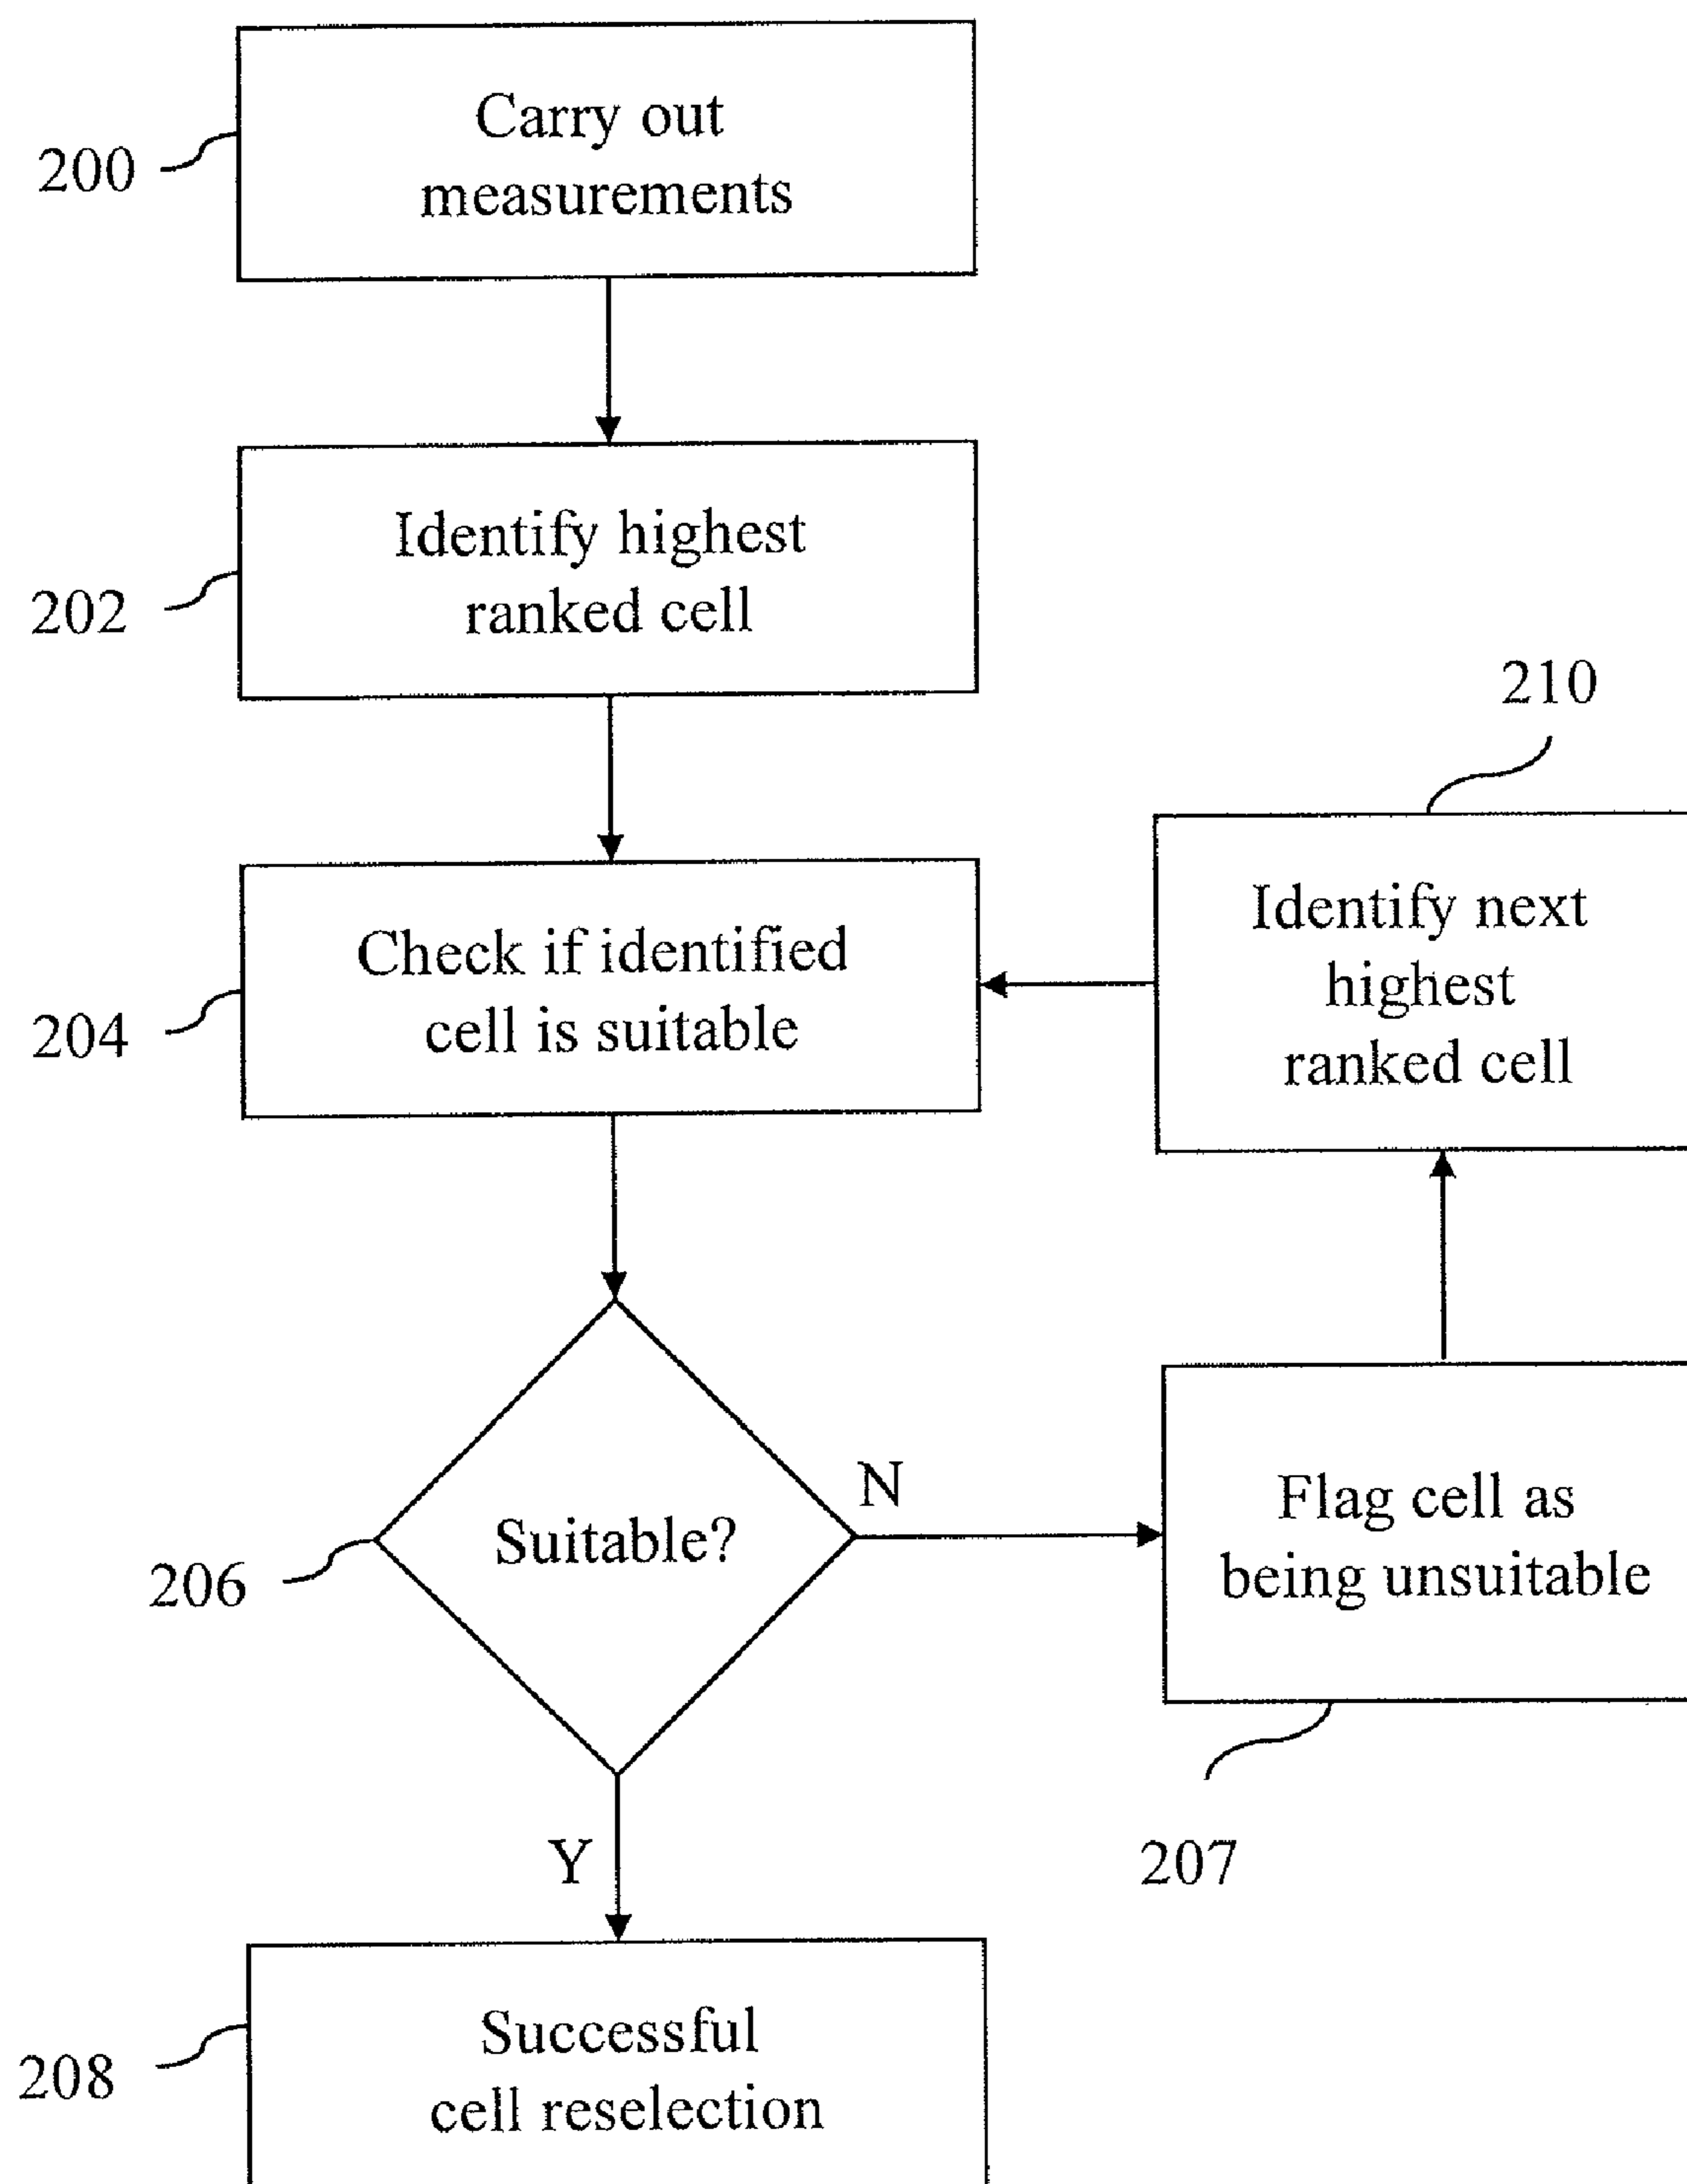 Carry out
measurements
200
Identify highest
ranked cell
202
210
Identify next
highest
ranked cell
Check if identified
cell is suitable
204
N
Suitable?
Flag cell as
being unsuitable
206
207
Y
Successful
cell reselection
208